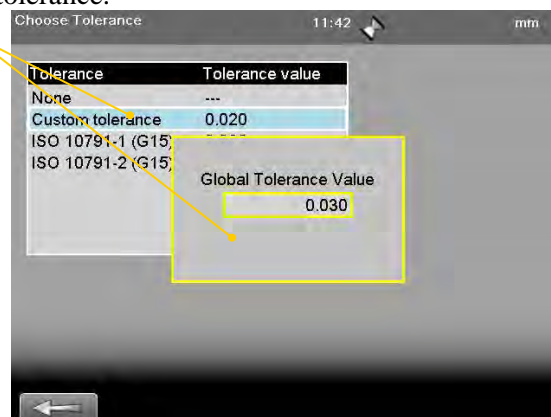 tolerance.
Choose Tolerance 11:42 mm
Tolerance Tolerance value
None ---
Custom tolerance 0.020
ISO 10791-1 (G15)
ISO 10791-2 (G15)
Global Tolerance Value
0.030